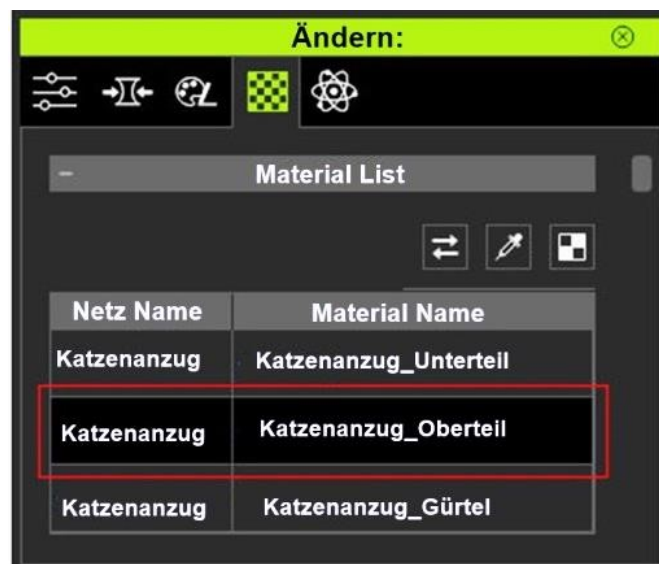 Ändern:
Material List
Netz Name Material Name
Katzenanzug Katzenanzug_Unterteil
Katzenanzug Katzenanzug_Oberteil
Katzenanzug Katzenanzug_Gürtel